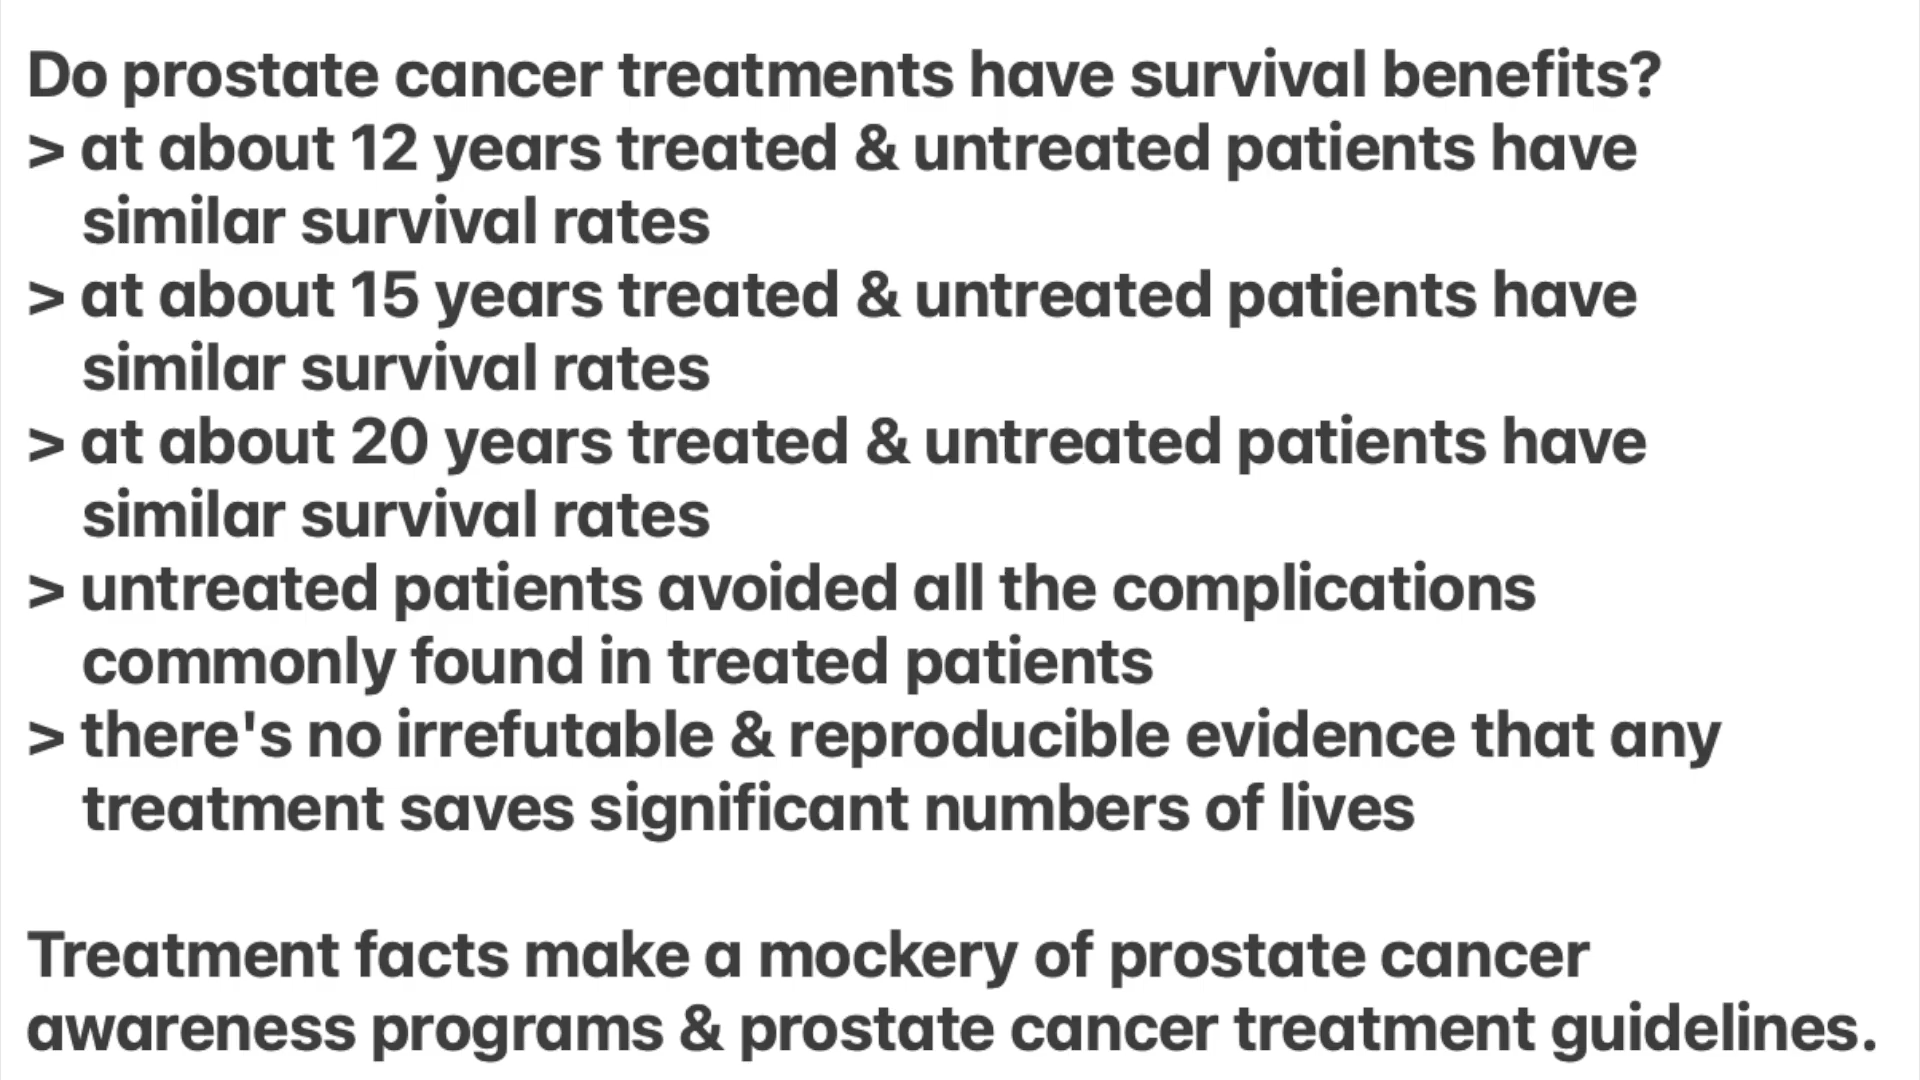 Do prostate cancer treatments have survival benefits?
> at about 12 years treated & untreated patients have
similar survival rates
> at about 15 years treated & untreated patients have
similar survival rates
> at about 20 years treated & untreated patients have
similar survival rates
> untreated patients avoided all the complications
commonly found in treated patients
> there's no irrefutable & reproducible evidence that any
treatment saves significant numbers of lives
Treatment facts make a mockery of prostate cancer
awareness programs & prostate cancer treatment guidelines.